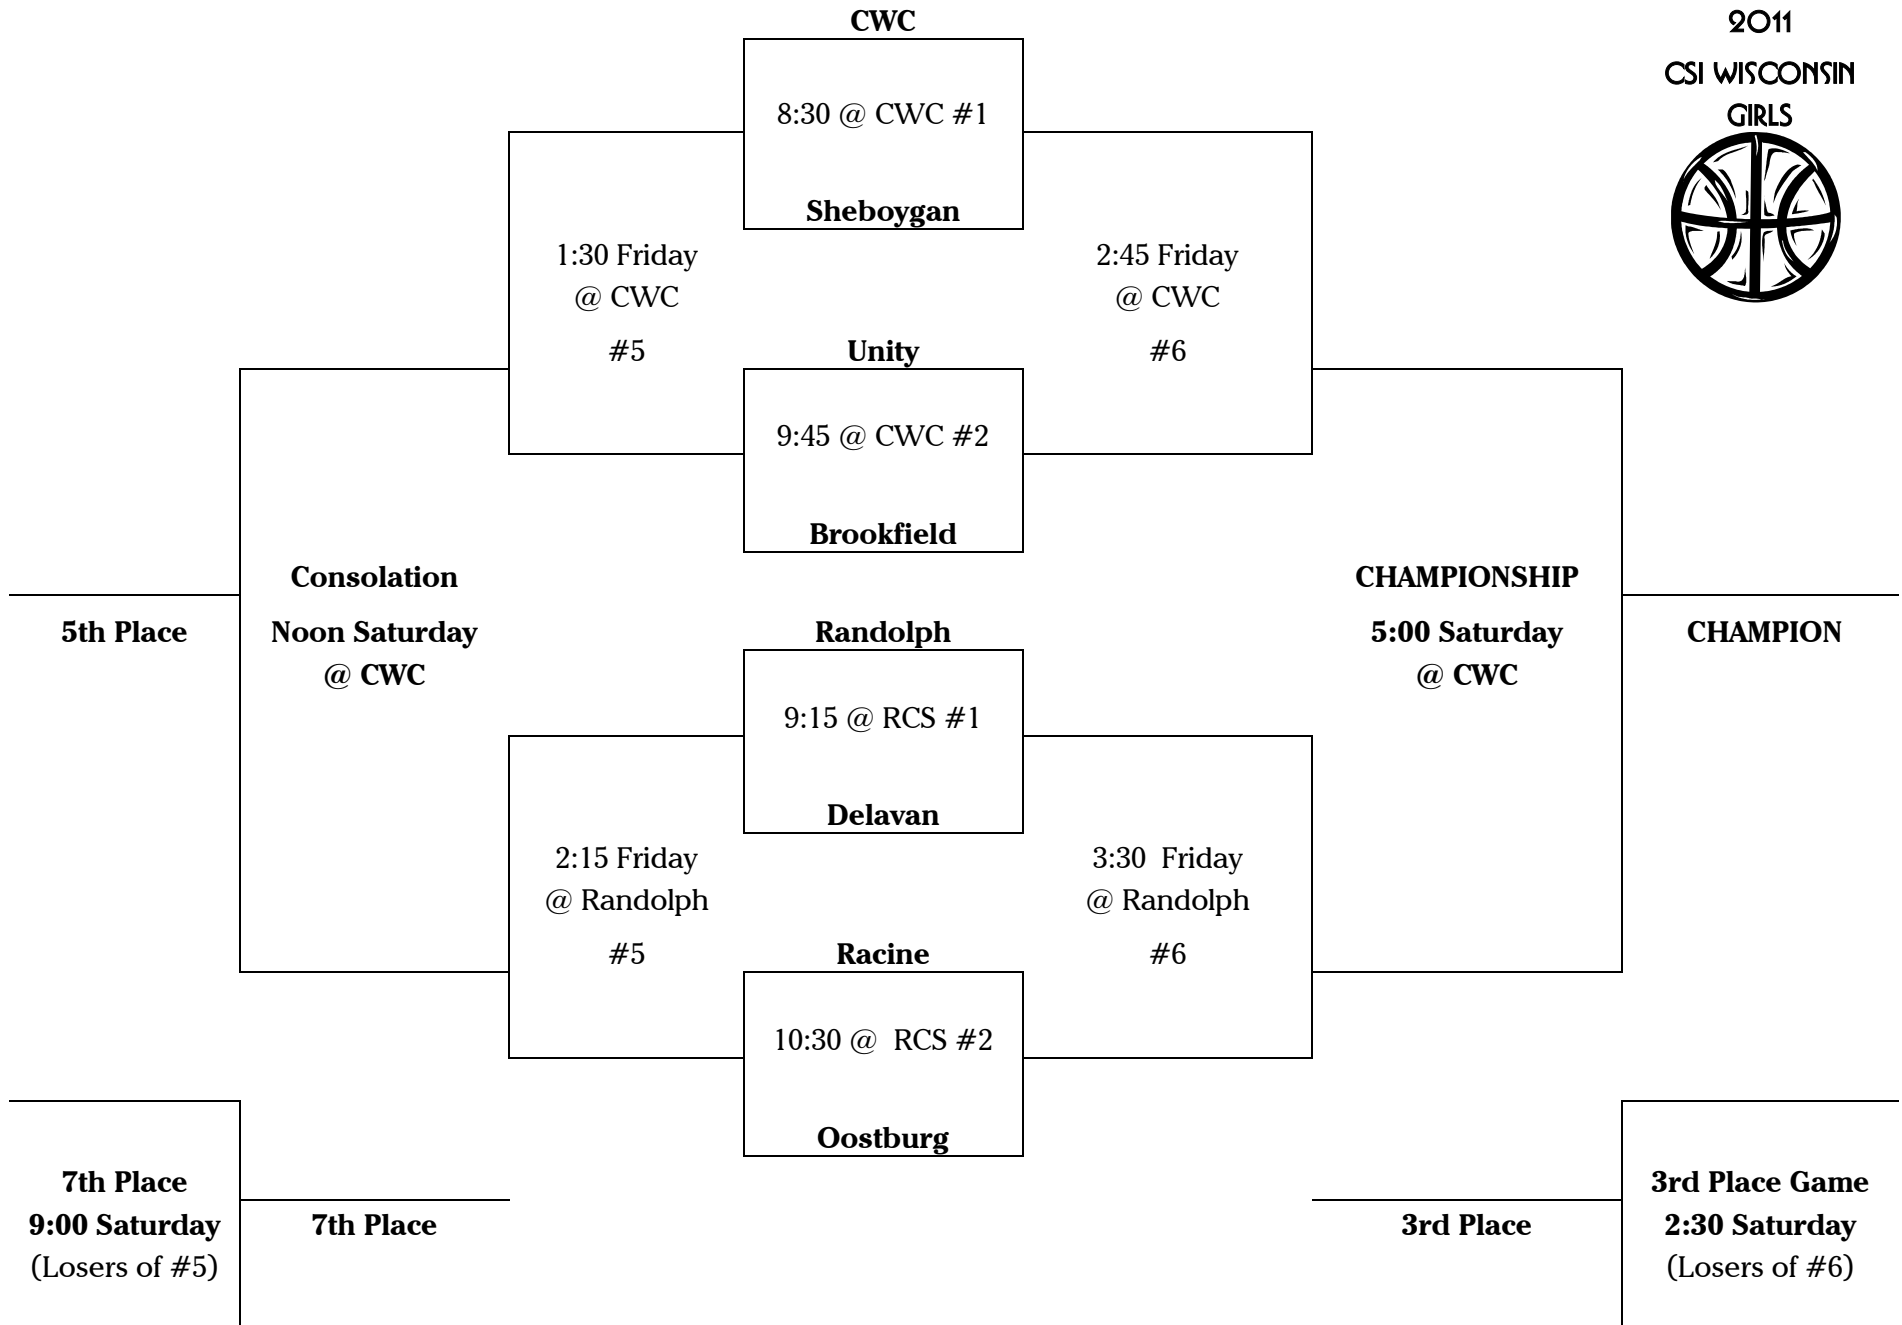 CWC
2011
CSI WISCONSIN
GIRLS
8:30 @ CWC #1
Sheboygan
1:30 Friday
@ CWC
#5
2:45 Friday
@ CWC
#6
Unity
9:45 @ CWC #2
Brookfield
Consolation
Noon Saturday
@ CWC
5th Place
CHAMPIONSHIP
5:00 Saturday
@ CWC
CHAMPION
Randolph
9:15 @ RCS #1
Delavan
2:15 Friday
@ Randolph
#5
3:30  Friday
@ Randolph
#6
Racine
10:30 @  RCS #2
Oostburg
7th Place
9:00 Saturday
(Losers of #5)
7th Place
3rd Place
3rd Place Game
2:30 Saturday
(Losers of #6)